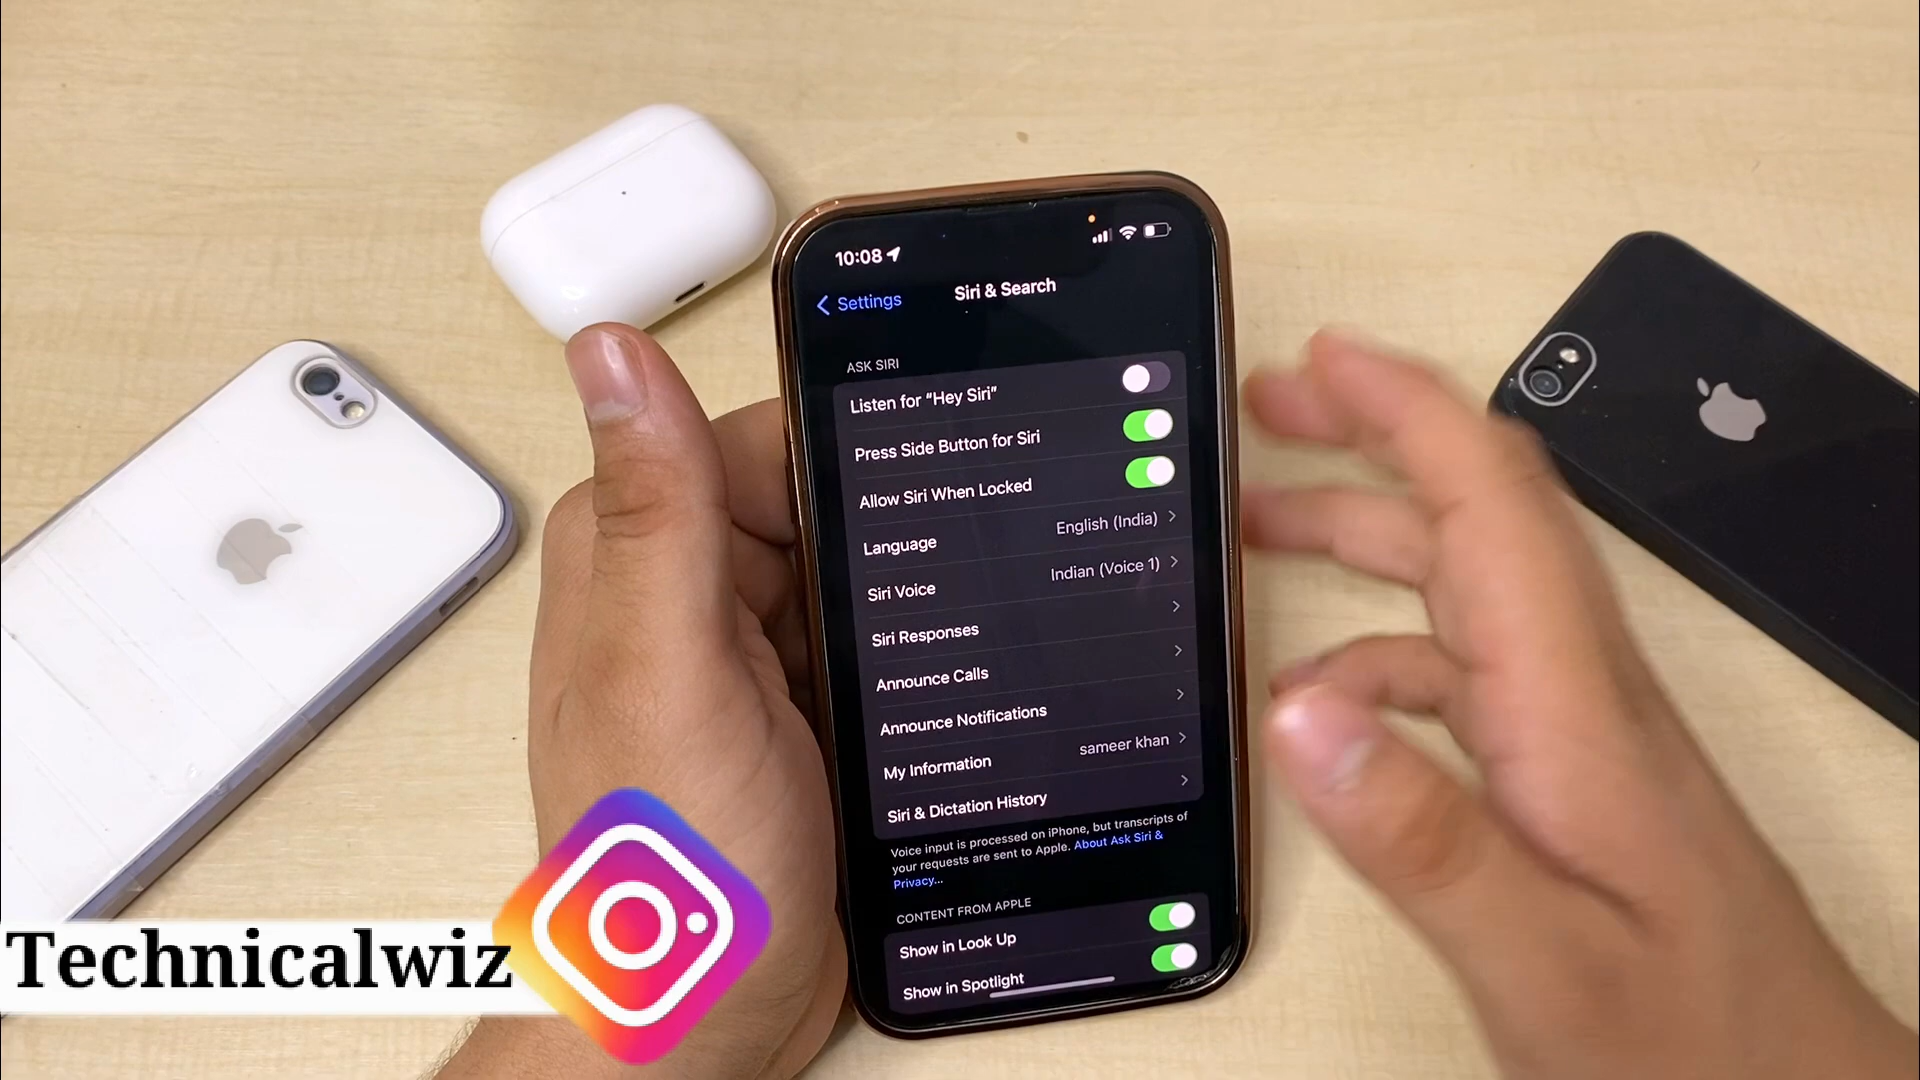 10:08
Settings
Siri & Search
ASK SIRI
Listen for “Hey Siri”
Press Side Button for Siri
Allow Siri When Locked
Language English (India)
Siri Voice Indian (Voice 1)
Siri Responses
Announce Calls
Announce Notifications
My Information sameer khan
Siri & Dictation History
Voice input is processed on iPhone, but transcripts of
your requests are sent to Apple. About Ask Siri &
Privacy...
CONTENT FROM APPLE
Show in Look Up
Show in Spotlight
Technicalwiz